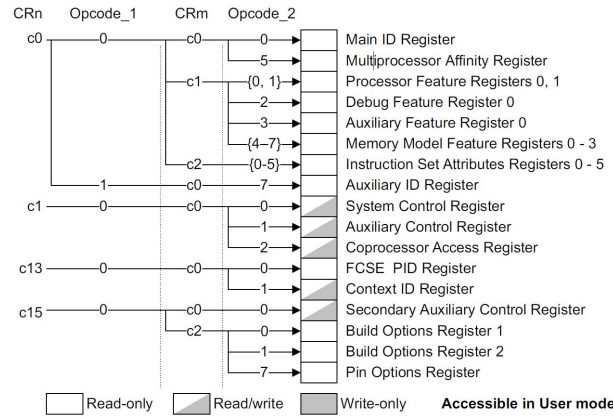 CRn Opcode_1 CRm Opcode_2
c0 0 c0 0 Main ID Register
5 Multiprocessor Affinity Register
c1 {0, 1} Processor Feature Registers 0, 1
2 Debug Feature Register 0
3 Auxiliary Feature Register 0
{4–7} Memory Model Feature Registers 0 - 3
c2 {0-5} Instruction Set Attributes Registers 0 - 5
1 c0 7 Auxiliary ID Register
c1 0 c0 0 System Control Register
1 Auxiliary Control Register
2 Coprocessor Access Register
c13 0 c0 0 FCSE PID Register
1 Context ID Register
c15 0 c0 0 Secondary Auxiliary Control Register
c2 0 Build Options Register 1
1 Build Options Register 2
7 Pin Options Register
Read-only Read/write Write-only Accessible in User mode